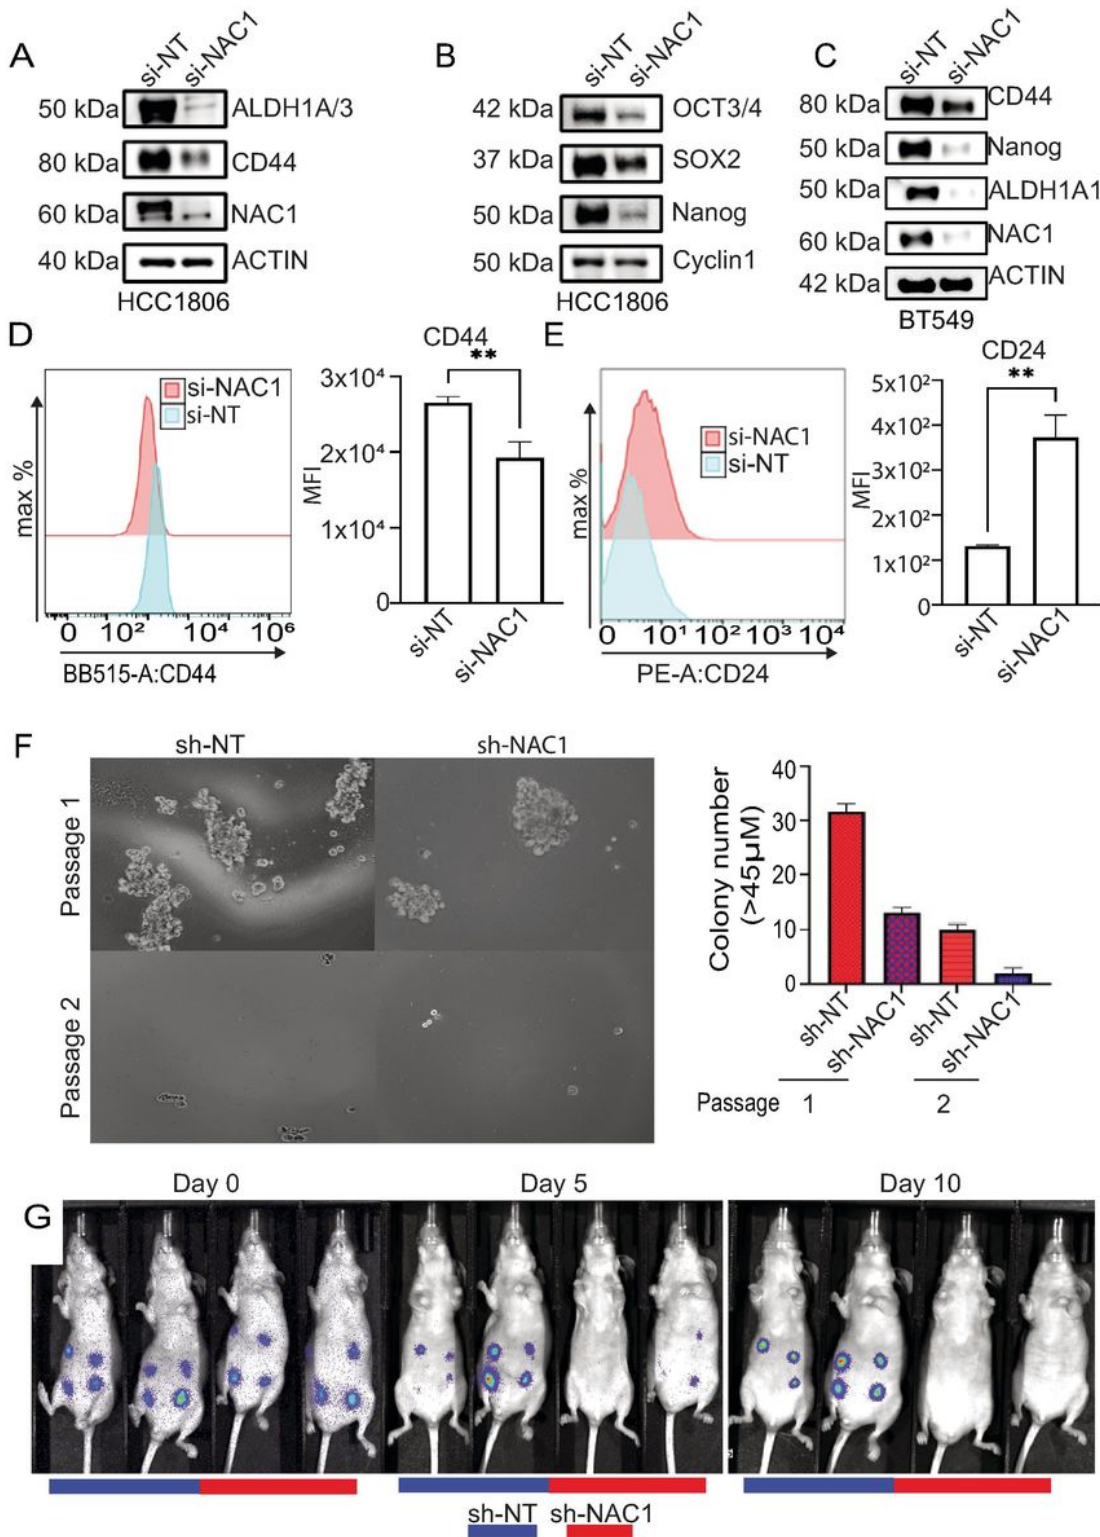 A
si-NT
si-NAC1
50 kDa
ALDH1A/3
80 kDa
CD44
60 kDa
NAC1
40 kDa
ACTIN
HCC1806
B
si-NT
si-NAC1
42 kDa
OCT3/4
37 kDa
SOX2
50 kDa
Nanog
50 kDa
Cyclin1
HCC1806
C
si-NT
si-NAC1
80 kDa
CD44
50 kDa
Nanog
50 kDa
ALDH1A1
60 kDa
NAC1
42 kDa
ACTIN
BT549
D
max %
si-NAC1
si-NT
0 10² 10⁴ 10⁶
BB515-A:CD44
CD44
**
MFI
3x10⁴
2x10⁴
1x10⁴
0
si-NT
si-NAC1
E
max %
si-NAC1
si-NT
0 10¹ 10² 10³ 10⁴
PE-A:CD24
CD24
**
MFI
5x10²
4x10²
3x10²
2x10²
1x10²
0
si-NT
si-NAC1
F
sh-NT
sh-NAC1
Passage 1
Passage 2
Colony number
(>45µM)
40
30
20
10
0
sh-NT
sh-NAC1
sh-NT
sh-NAC1
Passage 1 2
G
Day 0
Day 5
Day 10
sh-NT
sh-NAC1